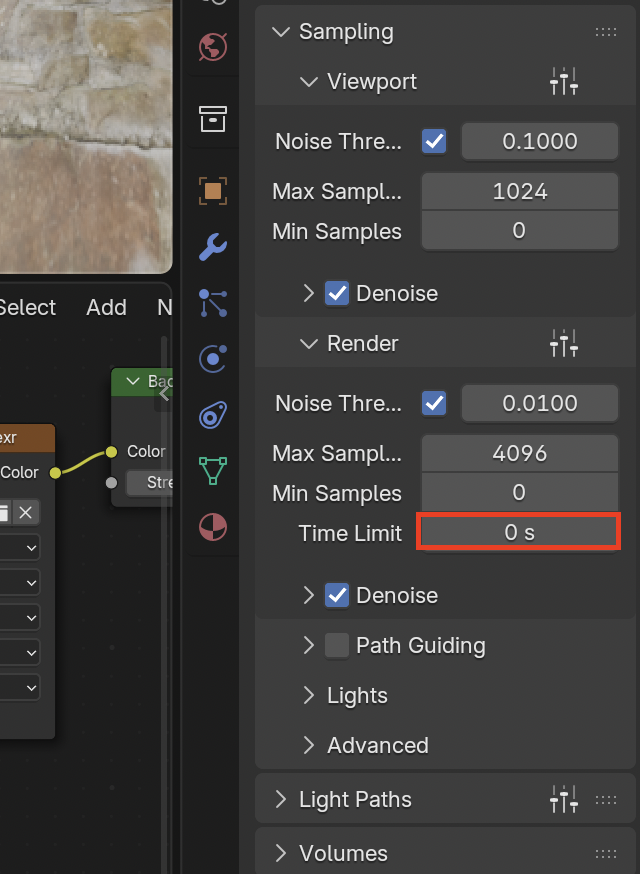 Sampling
Viewport
Noise Thre... 0.1000
Max Sampl... 1024
Min Samples 0
Denoise
Select Add N
Render
Bac
Noise Thre... 0.0100
exr
Color
Max Sampl... 4096
Color
Stre
Min Samples 0
Time Limit 0 s
Denoise
Path Guiding
Lights
Advanced
Light Paths
Volumes